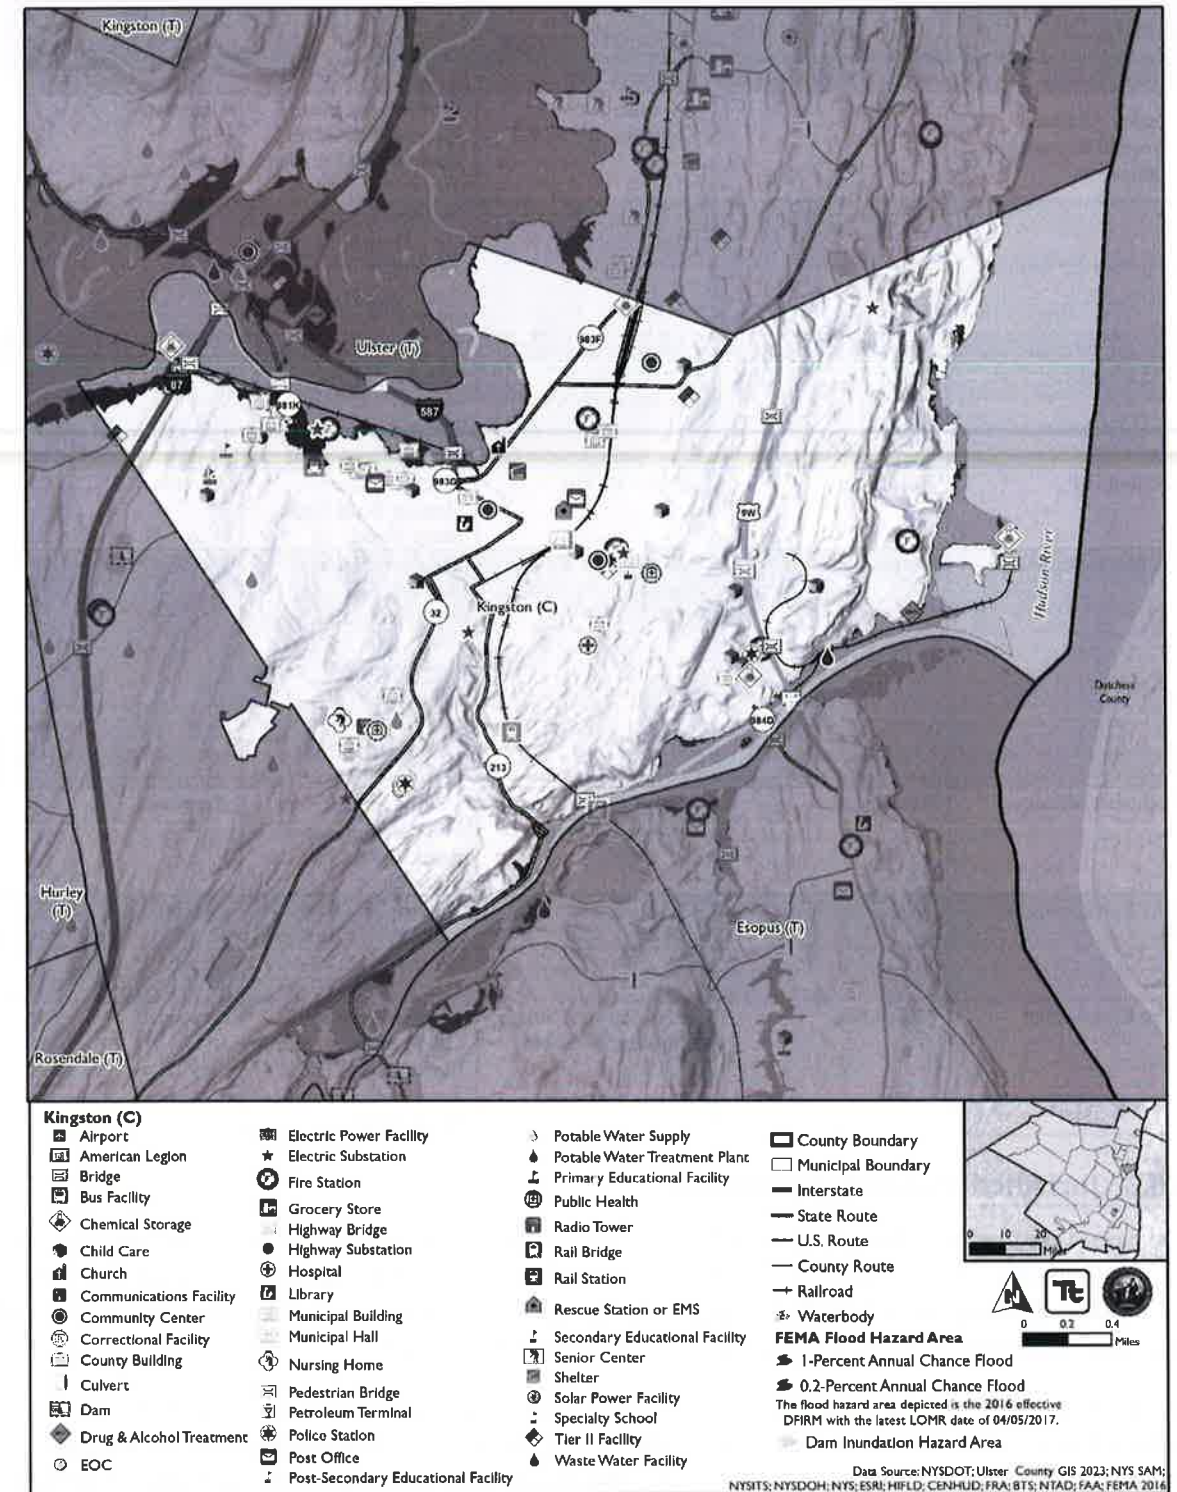 Kingston (T)
Ulster (T)
983F
87
981K
587
983G
9W
Hudson River
32
Kingston (C)
Dutchess
County
984D
213
Hurley
(T)
Esopus (T)
Rosendale (T)
Kingston (C)
Airport
American Legion
Bridge
Bus Facility
Chemical Storage
Child Care
Church
Communications Facility
Community Center
Correctional Facility
County Building
Culvert
Dam
Drug & Alcohol Treatment
EOC
Electric Power Facility
Electric Substation
Fire Station
Grocery Store
Highway Bridge
Highway Substation
Hospital
Library
Municipal Building
Municipal Hall
Nursing Home
Pedestrian Bridge
Petroleum Terminal
Police Station
Post Office
Post-Secondary Educational Facility
Potable Water Supply
Potable Water Treatment Plant
Primary Educational Facility
Public Health
Radio Tower
Rail Bridge
Rail Station
Rescue Station or EMS
Secondary Educational Facility
Senior Center
Shelter
Solar Power Facility
Specialty School
Tier II Facility
Waste Water Facility
County Boundary
Municipal Boundary
Interstate
State Route
U.S. Route
County Route
Railroad
Waterbody
FEMA Flood Hazard Area
1-Percent Annual Chance Flood
0.2-Percent Annual Chance Flood
The flood hazard area depicted is the 2016 effective
DFIRM with the latest LOMR date of 04/05/2017.
Dam Inundation Hazard Area
0 10 20
Miles
N
Tt
0 0.2 0.4
Miles
Data Source: NYSDOT; Ulster County GIS 2023; NYS SAM;
NYSITS; NYSDOH; NYS; ESRI; HIFLD; CENHUD; FRA; BTS; NTAD; FAA; FEMA 2016